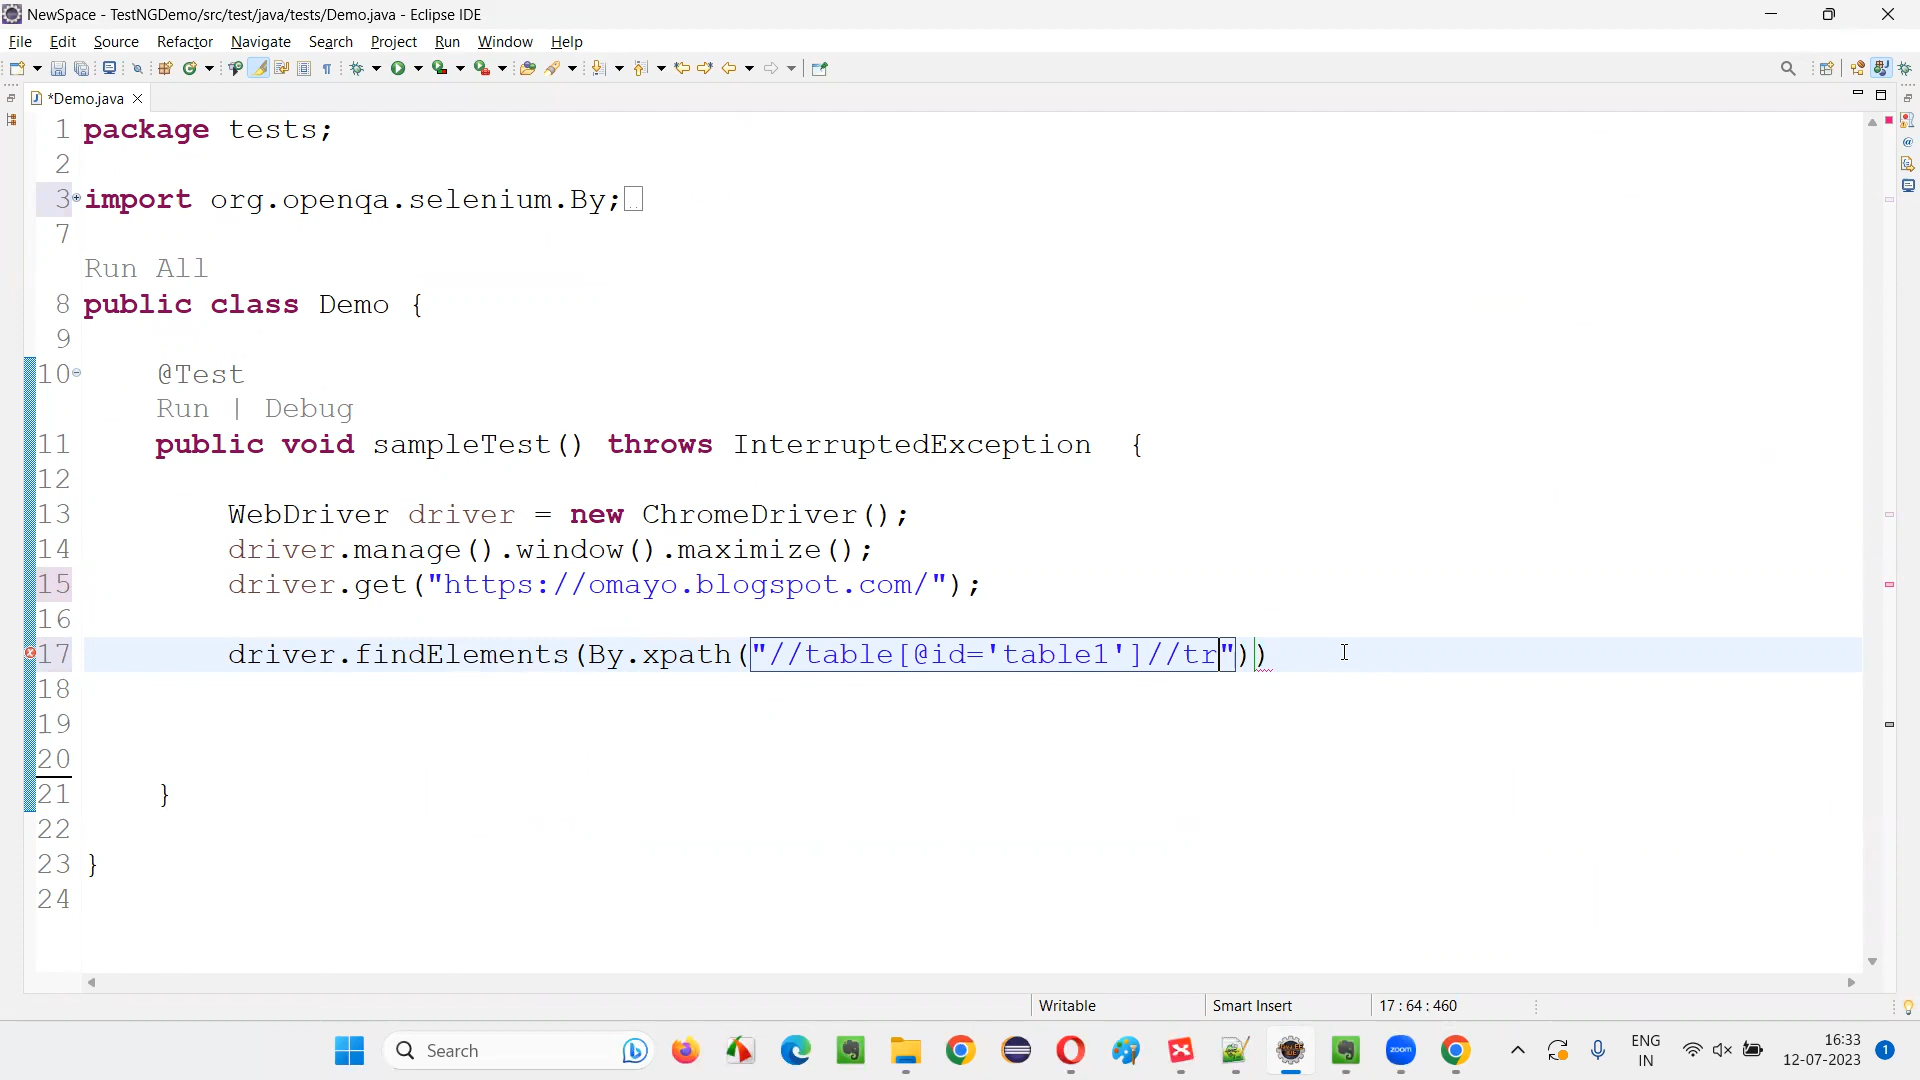 NewSpace - TestNGDemo/src/test/java/tests/Demo.java - Eclipse IDE
File Edit Source Refactor Navigate Search Project Run Window Help
*Demo.java
1 package tests;
2
3 import org.openqa.selenium.By;
7
Run All
8 public class Demo {
9
10 @Test
Run | Debug
11 public void sampleTest() throws InterruptedException {
12
13 WebDriver driver = new ChromeDriver();
14 driver.manage().window().maximize();
15 driver.get("https://omayo.blogspot.com/");
16
17 driver.findElements(By.xpath("//table[@id='table1']//tr"))
18
19
20
21 }
22
23 }
24
Writable Smart Insert 17 : 64 : 460
Search zoom ENG 16:33
IN 12-07-2023 1